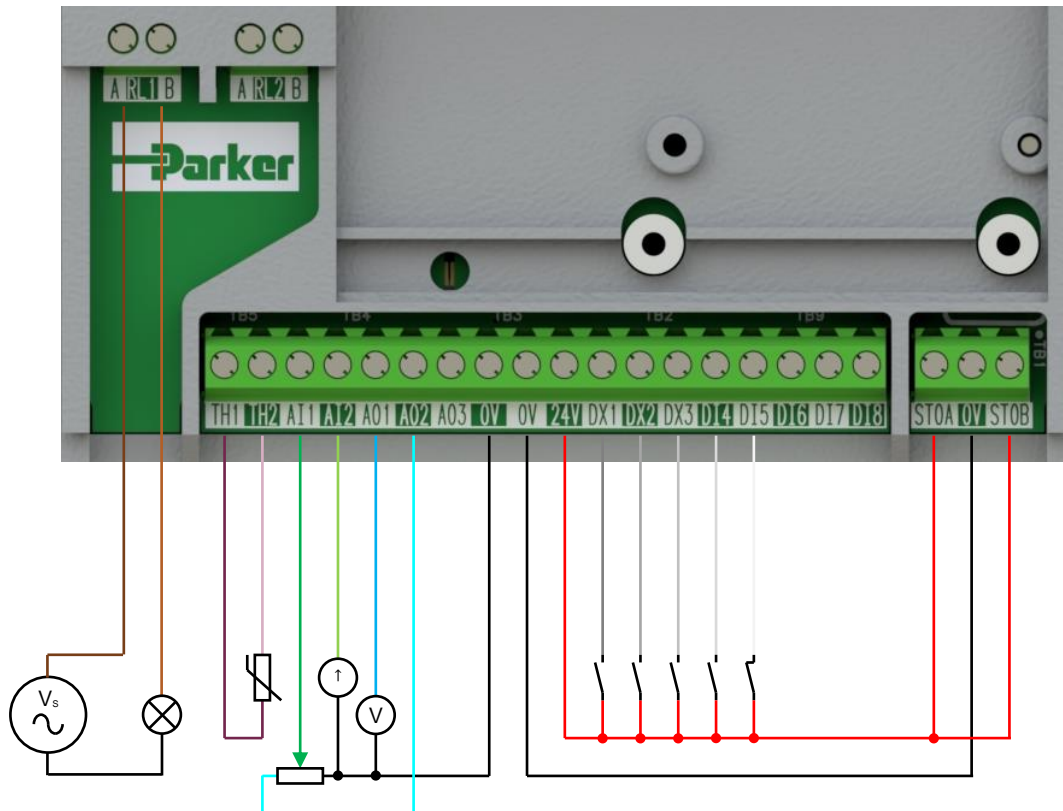 A RL1 B A RL2 B
Parker
TB5 TB4 TB3 TB2 TB9
TB1
TH1 TH2 AI1 AI2 AO1 AO2 AO3 0V 0V 24V DX1 DX2 DX3 DI4 DI5 DI6 DI7 DI8 STOA 0V STOB
↑
Vs
V